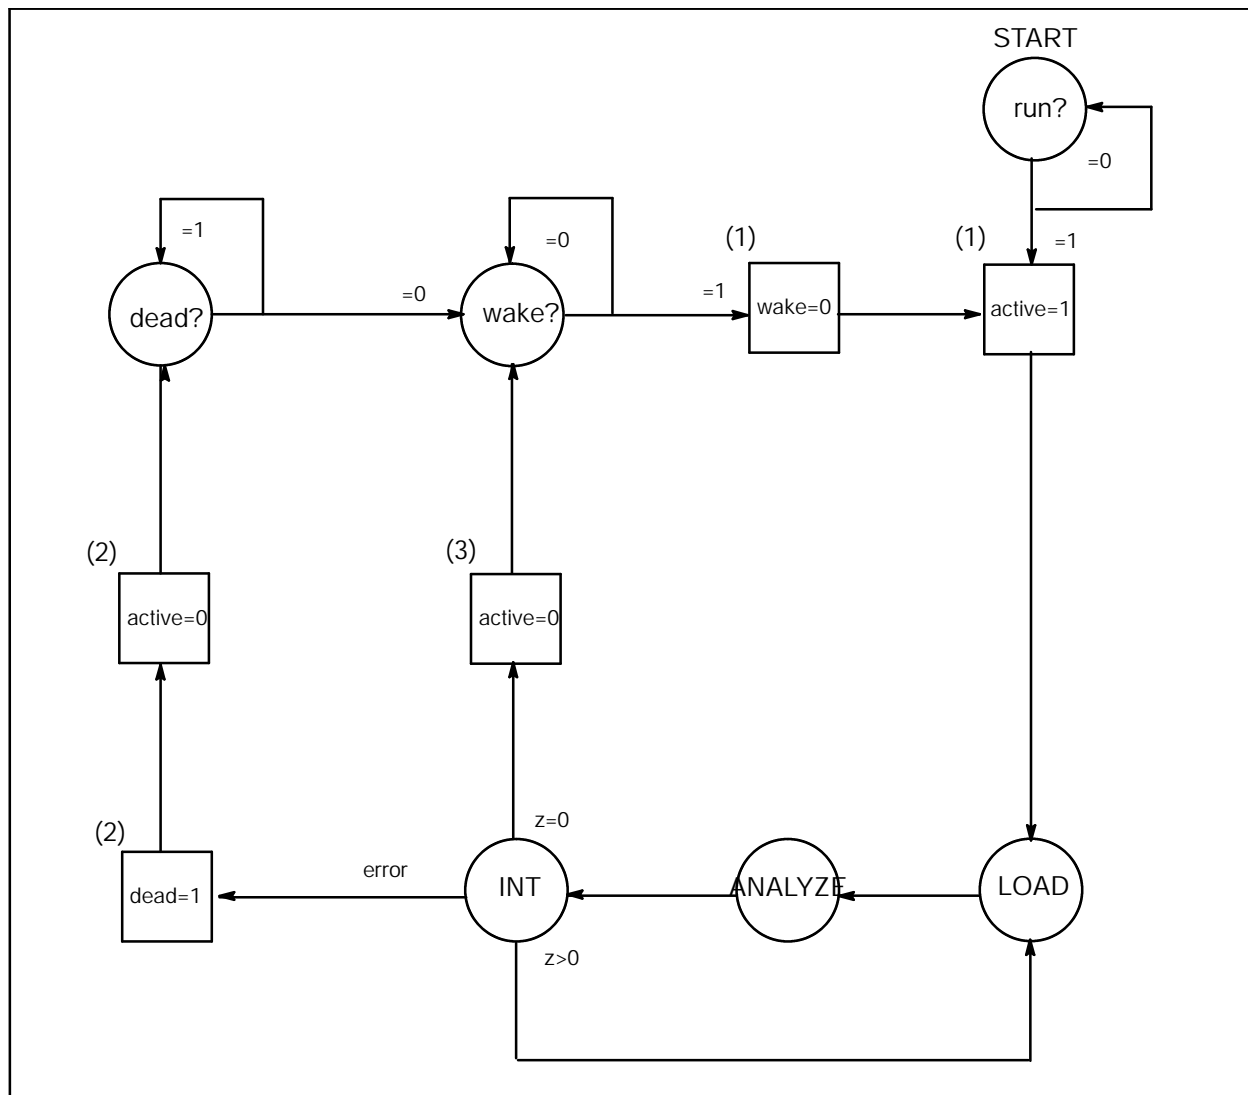 START
run?
=0
=1
=0
(1)
(1)
=1
dead?
=0
wake?
=1
wake=0
active=1
(2)
(3)
active=0
active=0
z=0
(2)
error
INT
ANALYZE
LOAD
dead=1
z>0